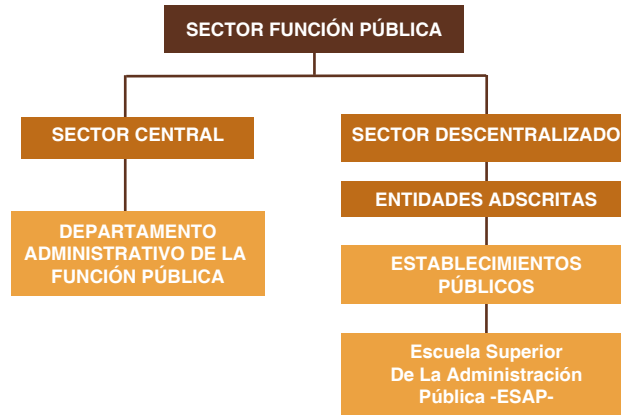 SECTOR FUNCIÓN PÚBLICA
SECTOR CENTRAL
DEPARTAMENTO
ADMINISTRATIVO DE LA
FUNCIÓN PÚBLICA
SECTOR DESCENTRALIZADO
ENTIDADES ADSCRITAS
ESTABLECIMIENTOS
PÚBLICOS
Escuela Superior
De La Administración
Pública -ESAP-